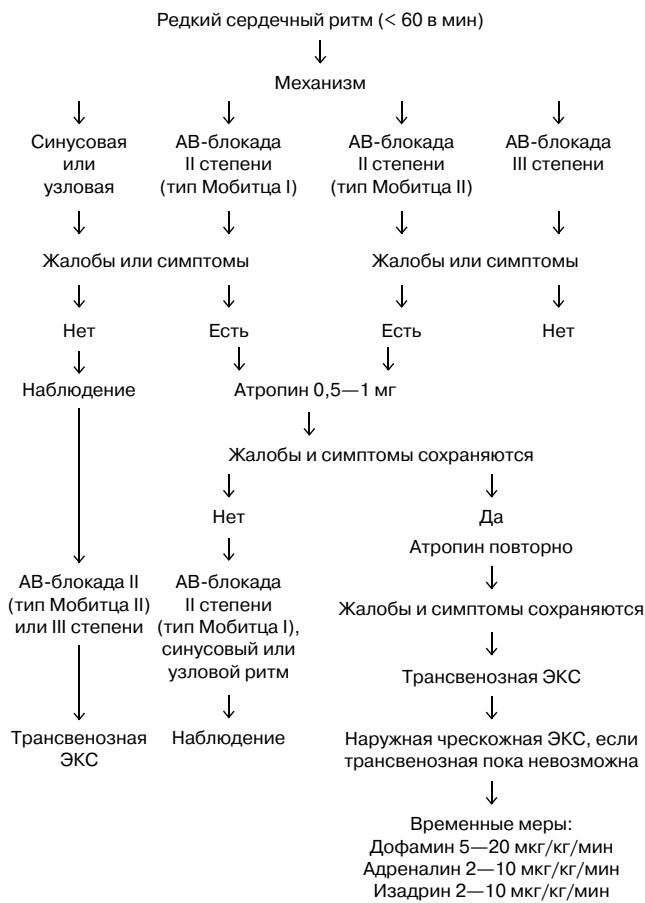 Редкий сердечный ритм (< 60 в мин)
Механизм
Синусовая
или
узловая
АВ-блокада
II степени
(тип Мобитца I)
АВ-блокада
II степени
(тип Мобитца II)
АВ-блокада
III степени
Жалобы или симптомы
Жалобы или симптомы
Нет
Есть
Есть
Нет
Наблюдение
Атропин 0,5—1 мг
Жалобы и симптомы сохраняются
Нет
Да
Атропин повторно
АВ-блокада II
(тип Мобитца II)
или III степени
АВ-блокада
II степени
(тип Мобитца I),
синусовый или
узловой ритм
Жалобы и симптомы сохраняются
Трансвенозная ЭКС
Трансвенозная
ЭКС
Наблюдение
Наружная чрескожная ЭКС, если
трансвенозная пока невозможна
Временные меры:
Дофамин 5—20 мкг/кг/мин
Адреналин 2—10 мкг/кг/мин
Изадрин 2—10 мкг/кг/мин